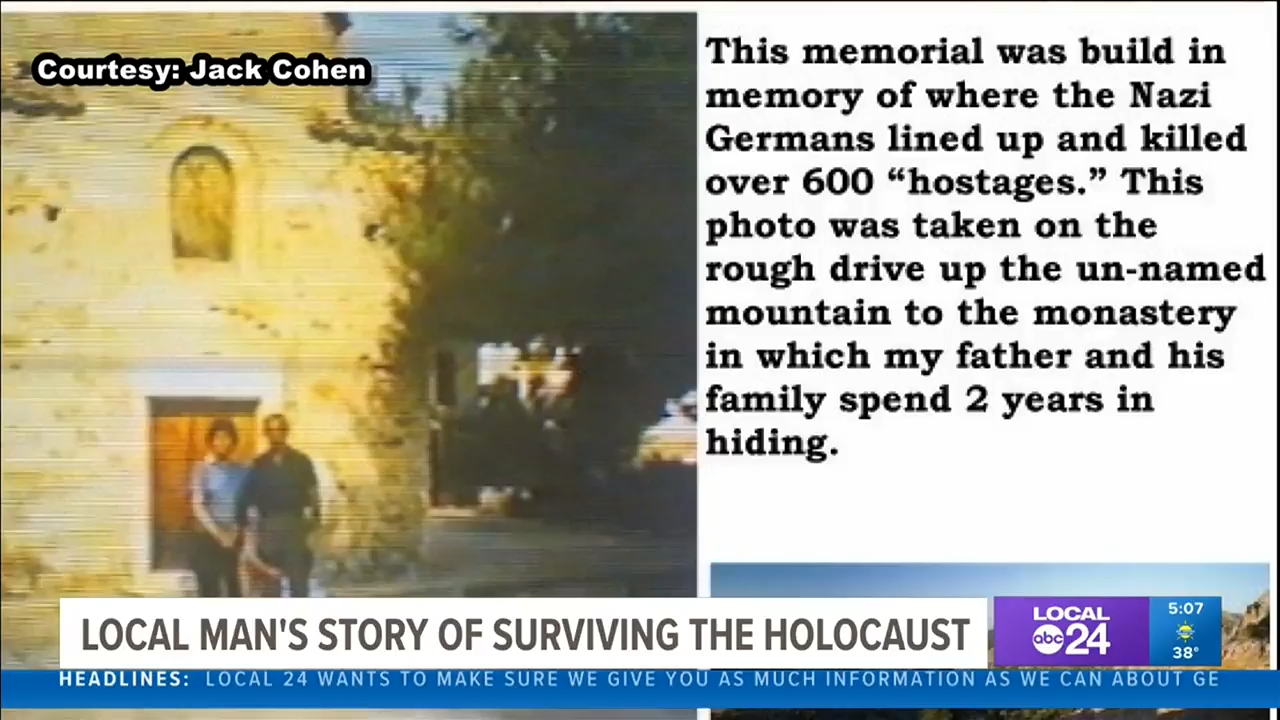 Courtesy: Jack Cohen
This memorial was build in
memory of where the Nazi
Germans lined up and killed
over 600 “hostages.” This
photo was taken on the
rough drive up the un-named
mountain to the monastery
in which my father and his
family spend 2 years in
hiding.
LOCAL MAN'S STORY OF SURVIVING THE HOLOCAUST
LOCAL
abc 24
5:07
38°
HEADLINES: LOCAL 24 WANTS TO MAKE SURE WE GIVE YOU AS MUCH INFORMATION AS WE CAN ABOUT GE